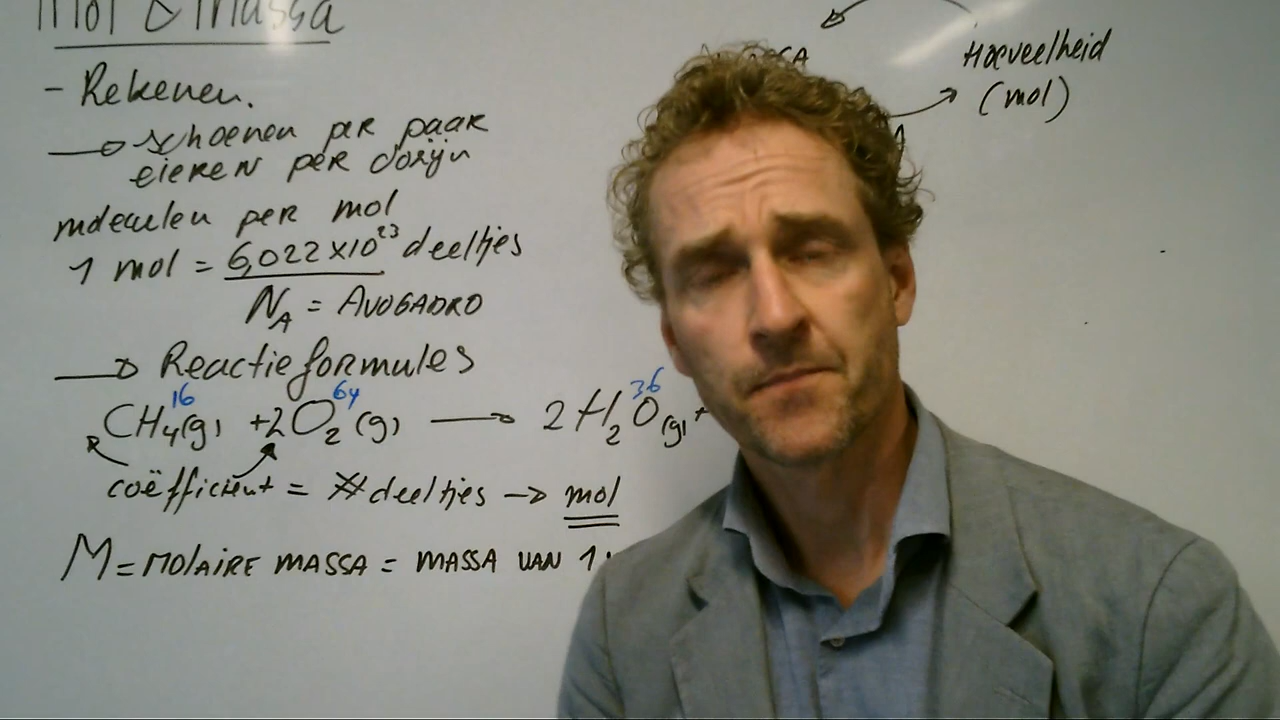 Mol & Massa
- Rekenen.
→ schoenen per paar
eieren per dozijn
moleculen per mol
1 mol = 6,022 x 10²³ deeltjes
N_A = AVOGADRO
→ Reactieformules
16 64 36
CH₄(g) + 2O₂(g) → 2H₂O(g) +
coëfficient = # deeltjes → mol
M = MOLAIRE MASSA = MASSA VAN 1
Hoeveelheid
(mol)